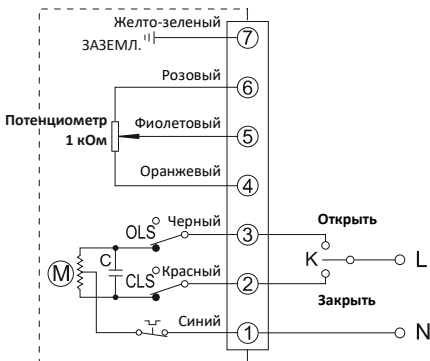 Желто-зеленый
ЗАЗЕМЛ.
7
Розовый
6
Потенциометр
1 кОм
Фиолетовый
5
Оранжевый
4
OLS
Черный
3
Открыть
M
C
K
L
CLS
Красный
2
Закрыть
Синий
1
N